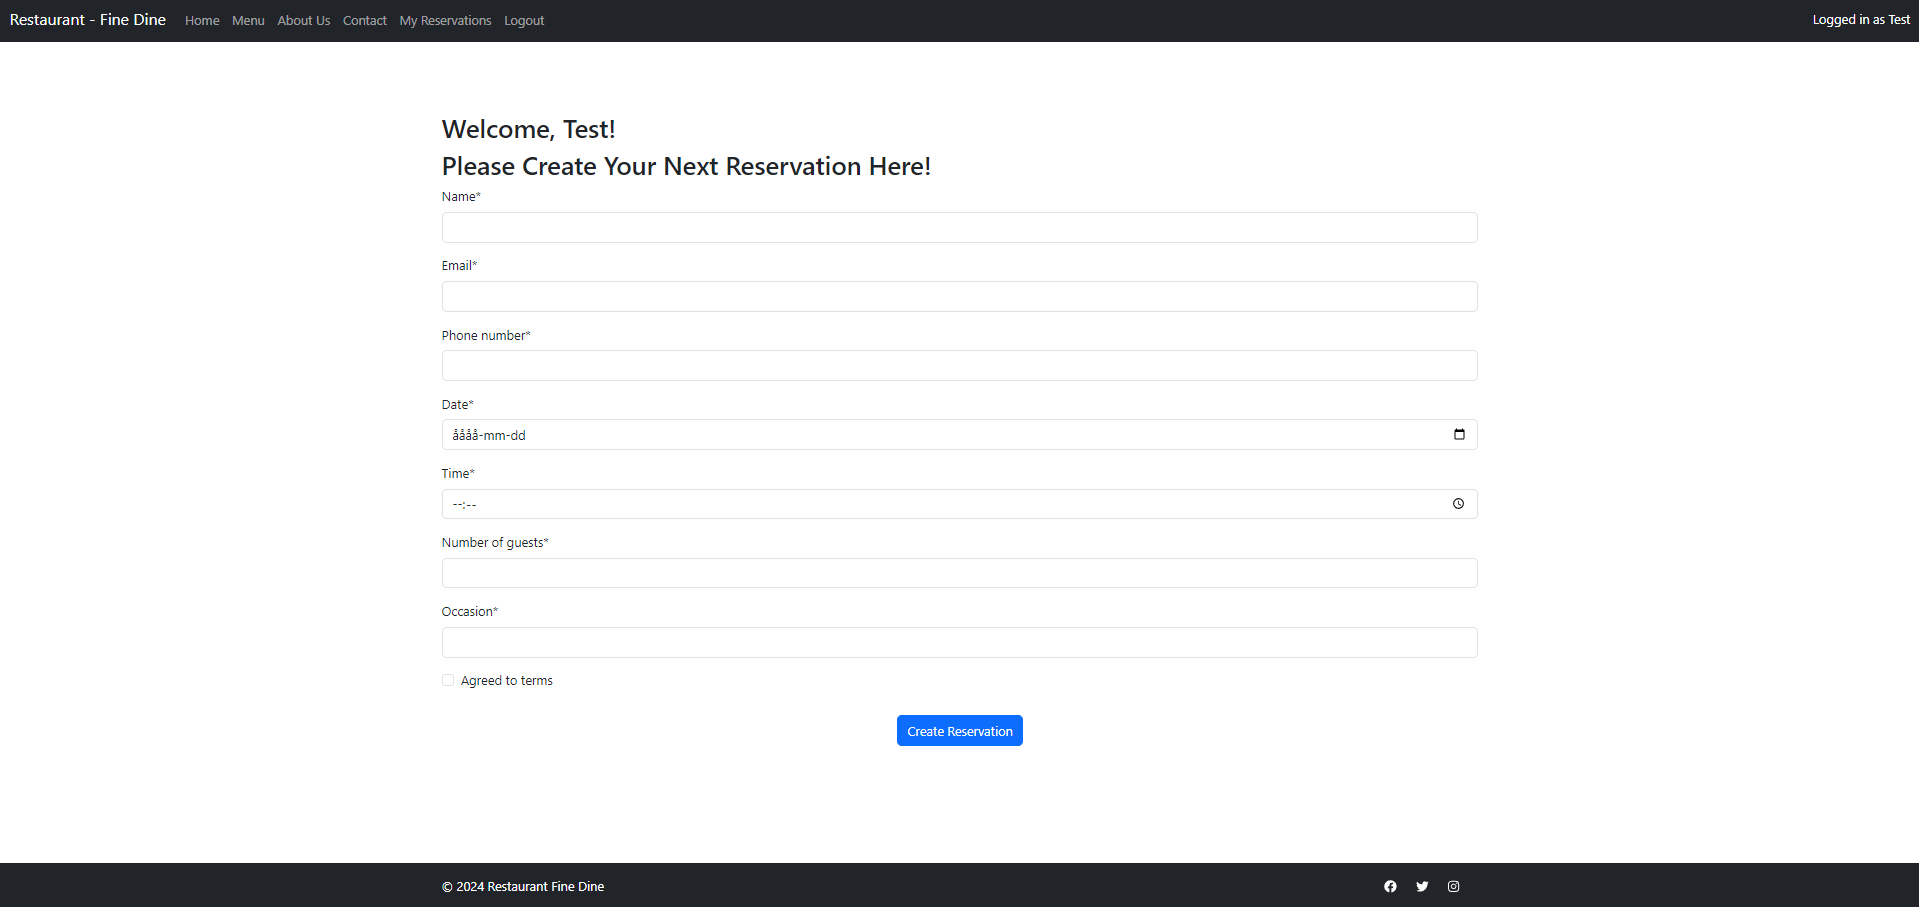 Restaurant - Fine Dine Home Menu About Us Contact My Reservations Logout Logged in as Test
Welcome, Test!
Please Create Your Next Reservation Here!
Name*
Email*
Phone number*
Date*
åååå-mm-dd
Time*
--:--
Number of guests*
Occasion*
Agreed to terms
Create Reservation
© 2024 Restaurant Fine Dine